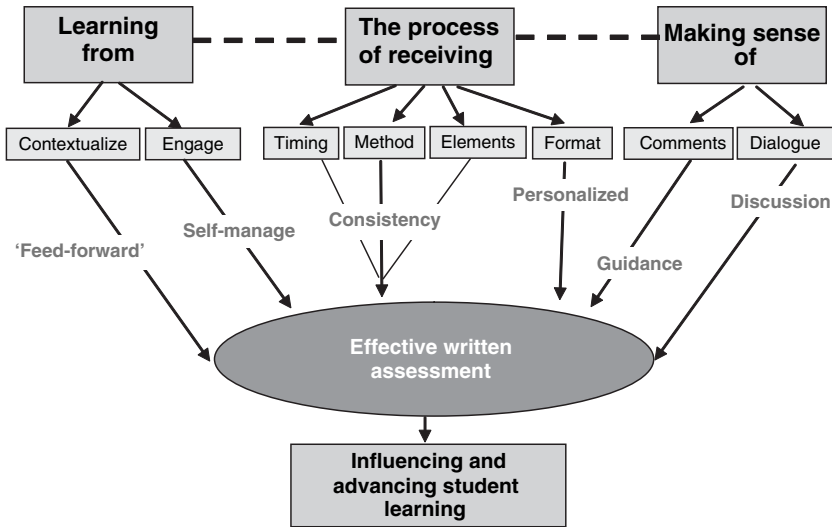 Learning
from
The process
of receiving
Making sense
of
Contextualize
Engage
Timing
Method
Elements
Format
Comments
Dialogue
Personalized
Discussion
Consistency
Self-manage
‘Feed-forward’
Guidance
Effective written
assessment
Influencing and
advancing student
learning